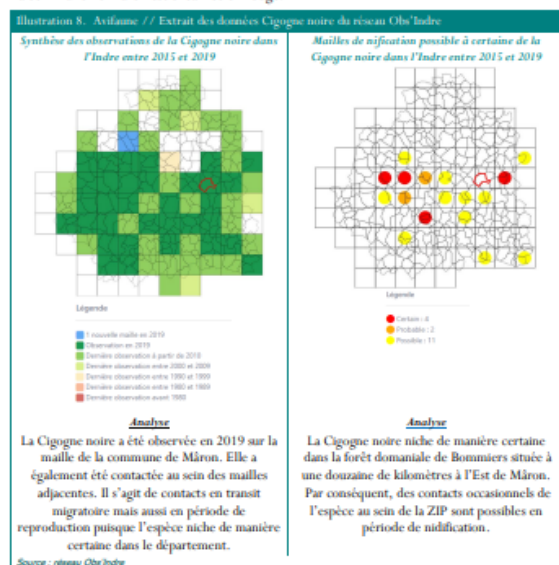 Illustration 8. Avifaune // Extrait des données Cigogne noire du réseau Obs'Indre
Synthèse des observations de la Cigogne noire dans
l'Indre entre 2015 et 2019
Légende
1 nouvelle maille en 2019
Observation en 2019
Dernière observation à partir de 2010
Dernière observation entre 2000 et 2009
Dernière observation entre 1990 et 1999
Dernière observation entre 1980 et 1989
Dernière observation avant 1980
Analyse
La Cigogne noire a été observée en 2019 sur la
maille de la commune de Mâron. Elle a
également été contactée au sein des mailles
adjacentes. Il s'agit de contacts en transit
migratoire mais aussi en période de
reproduction puisque l'espèce niche de manière
certaine dans le département.
Mailles de nification possible à certaine de la
Cigogne noire dans l'Indre entre 2015 et 2019
Légende
Certain : 4
Probable : 2
Possible : 11
Analyse
La Cigogne noire niche de manière certaine
dans la forêt domaniale de Bommiers située à
une douzaine de kilomètres à l'Est de Mâron.
Par conséquent, des contacts occasionnels de
l'espèce au sein de la ZIP sont possibles en
période de nidification.
Source : réseau Obs'Indre